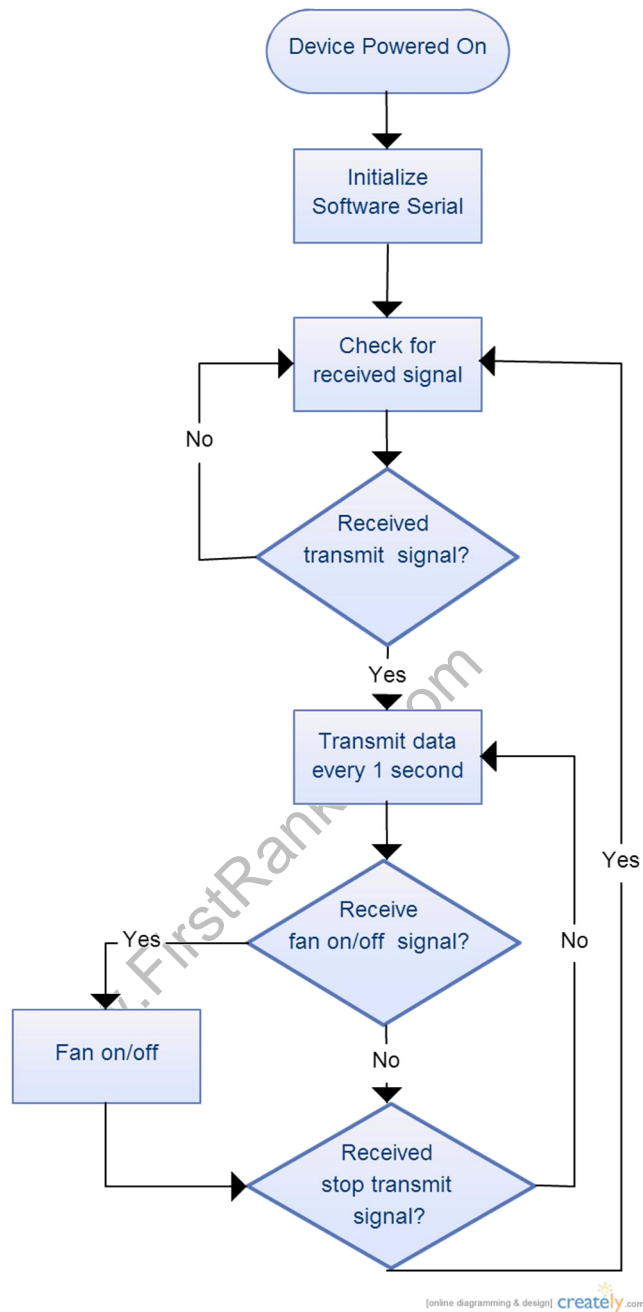 Device Powered On
Initialize
Software Serial
Check for
received signal
No
Received
transmit signal?
Yes
Transmit data
every 1 second
Yes
Receive
fan on/off signal?
Yes
No
Fan on/off
No
Received
stop transmit
signal?
.FirstRank
om
[online diagramming & design] creately.com